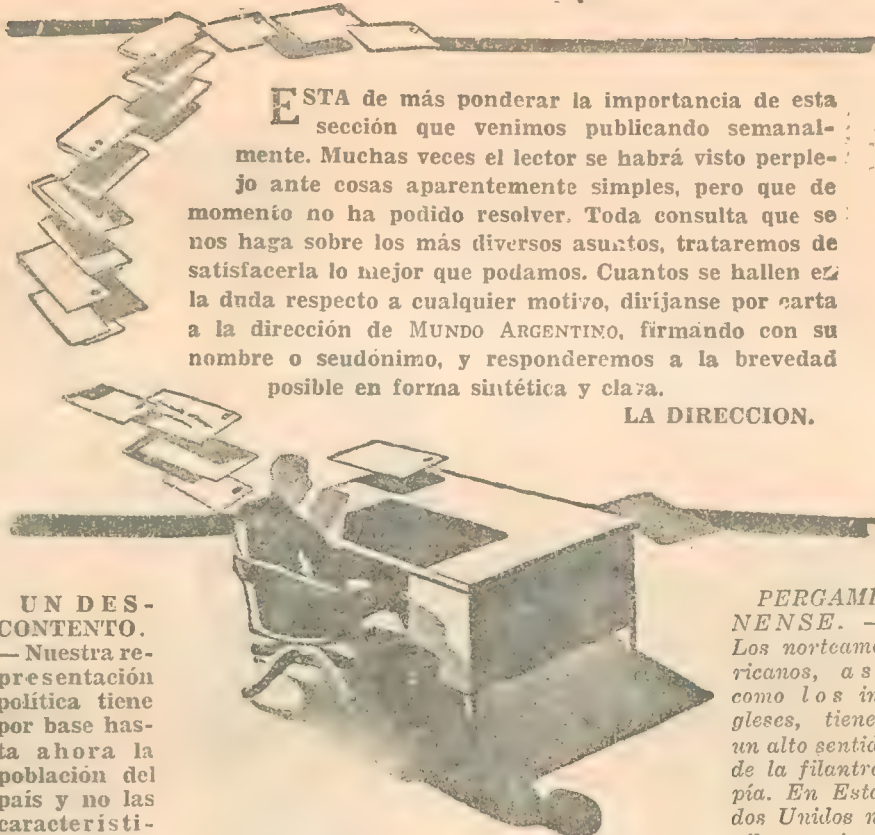 ESTA de más ponderar la importancia de esta
sección que venimos publicando semanal-
mente. Muchas veces el lector se habrá visto perple-
jo ante cosas aparentemente simples, pero que de
momento no ha podido resolver. Toda consulta que se
nos haga sobre los más diversos asuntos, trataremos de
satisfacerla lo mejor que podamos. Cuantos se hallen en
la duda respecto a cualquier motivo, diríjanse por carta
a la dirección de MUNDO ARGENTINO, firmando con su
nombre o seudónimo, y responderemos a la brevedad
posible en forma sintética y clara.
LA DIRECCION.
UN DES-
CONTENTO.
— Nuestra re-
presentación
política tiene
por base has-
ta ahora la
población del
país y no las
característi-
PERGAMI
NENSE. —
Los norteame
ricanos, as
como los in
gleses, tiene
un alto sentid
de la filantro
pía. En Esta
dos Unidos n